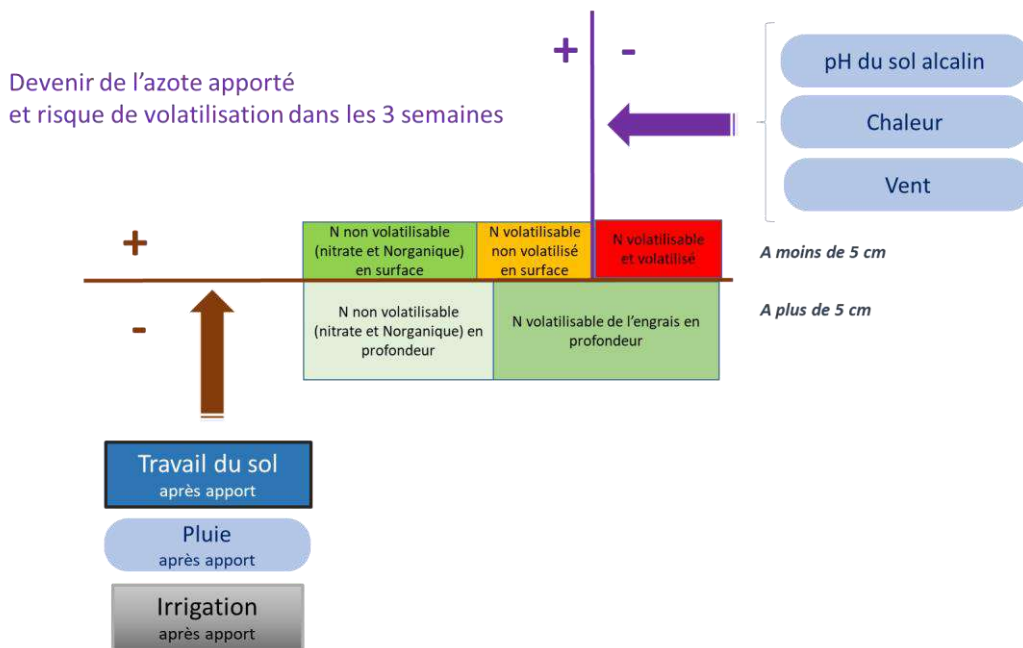 Devenir de l'azote apporté
et risque de volatilisation dans les 3 semaines
+
-
pH du sol alcalin
Chaleur
Vent
+
-
N non volatilisable
(nitrate et Norganique)
en surface
N volatilisable
non volatilisé
en surface
N volatilisable
et volatilisé
A moins de 5 cm
N non volatilisable
(nitrate et Norganique) en
profondeur
N volatilisable de l'engrais en
profondeur
A plus de 5 cm
Travail du sol
après apport
Pluie
après apport
Irrigation
après apport